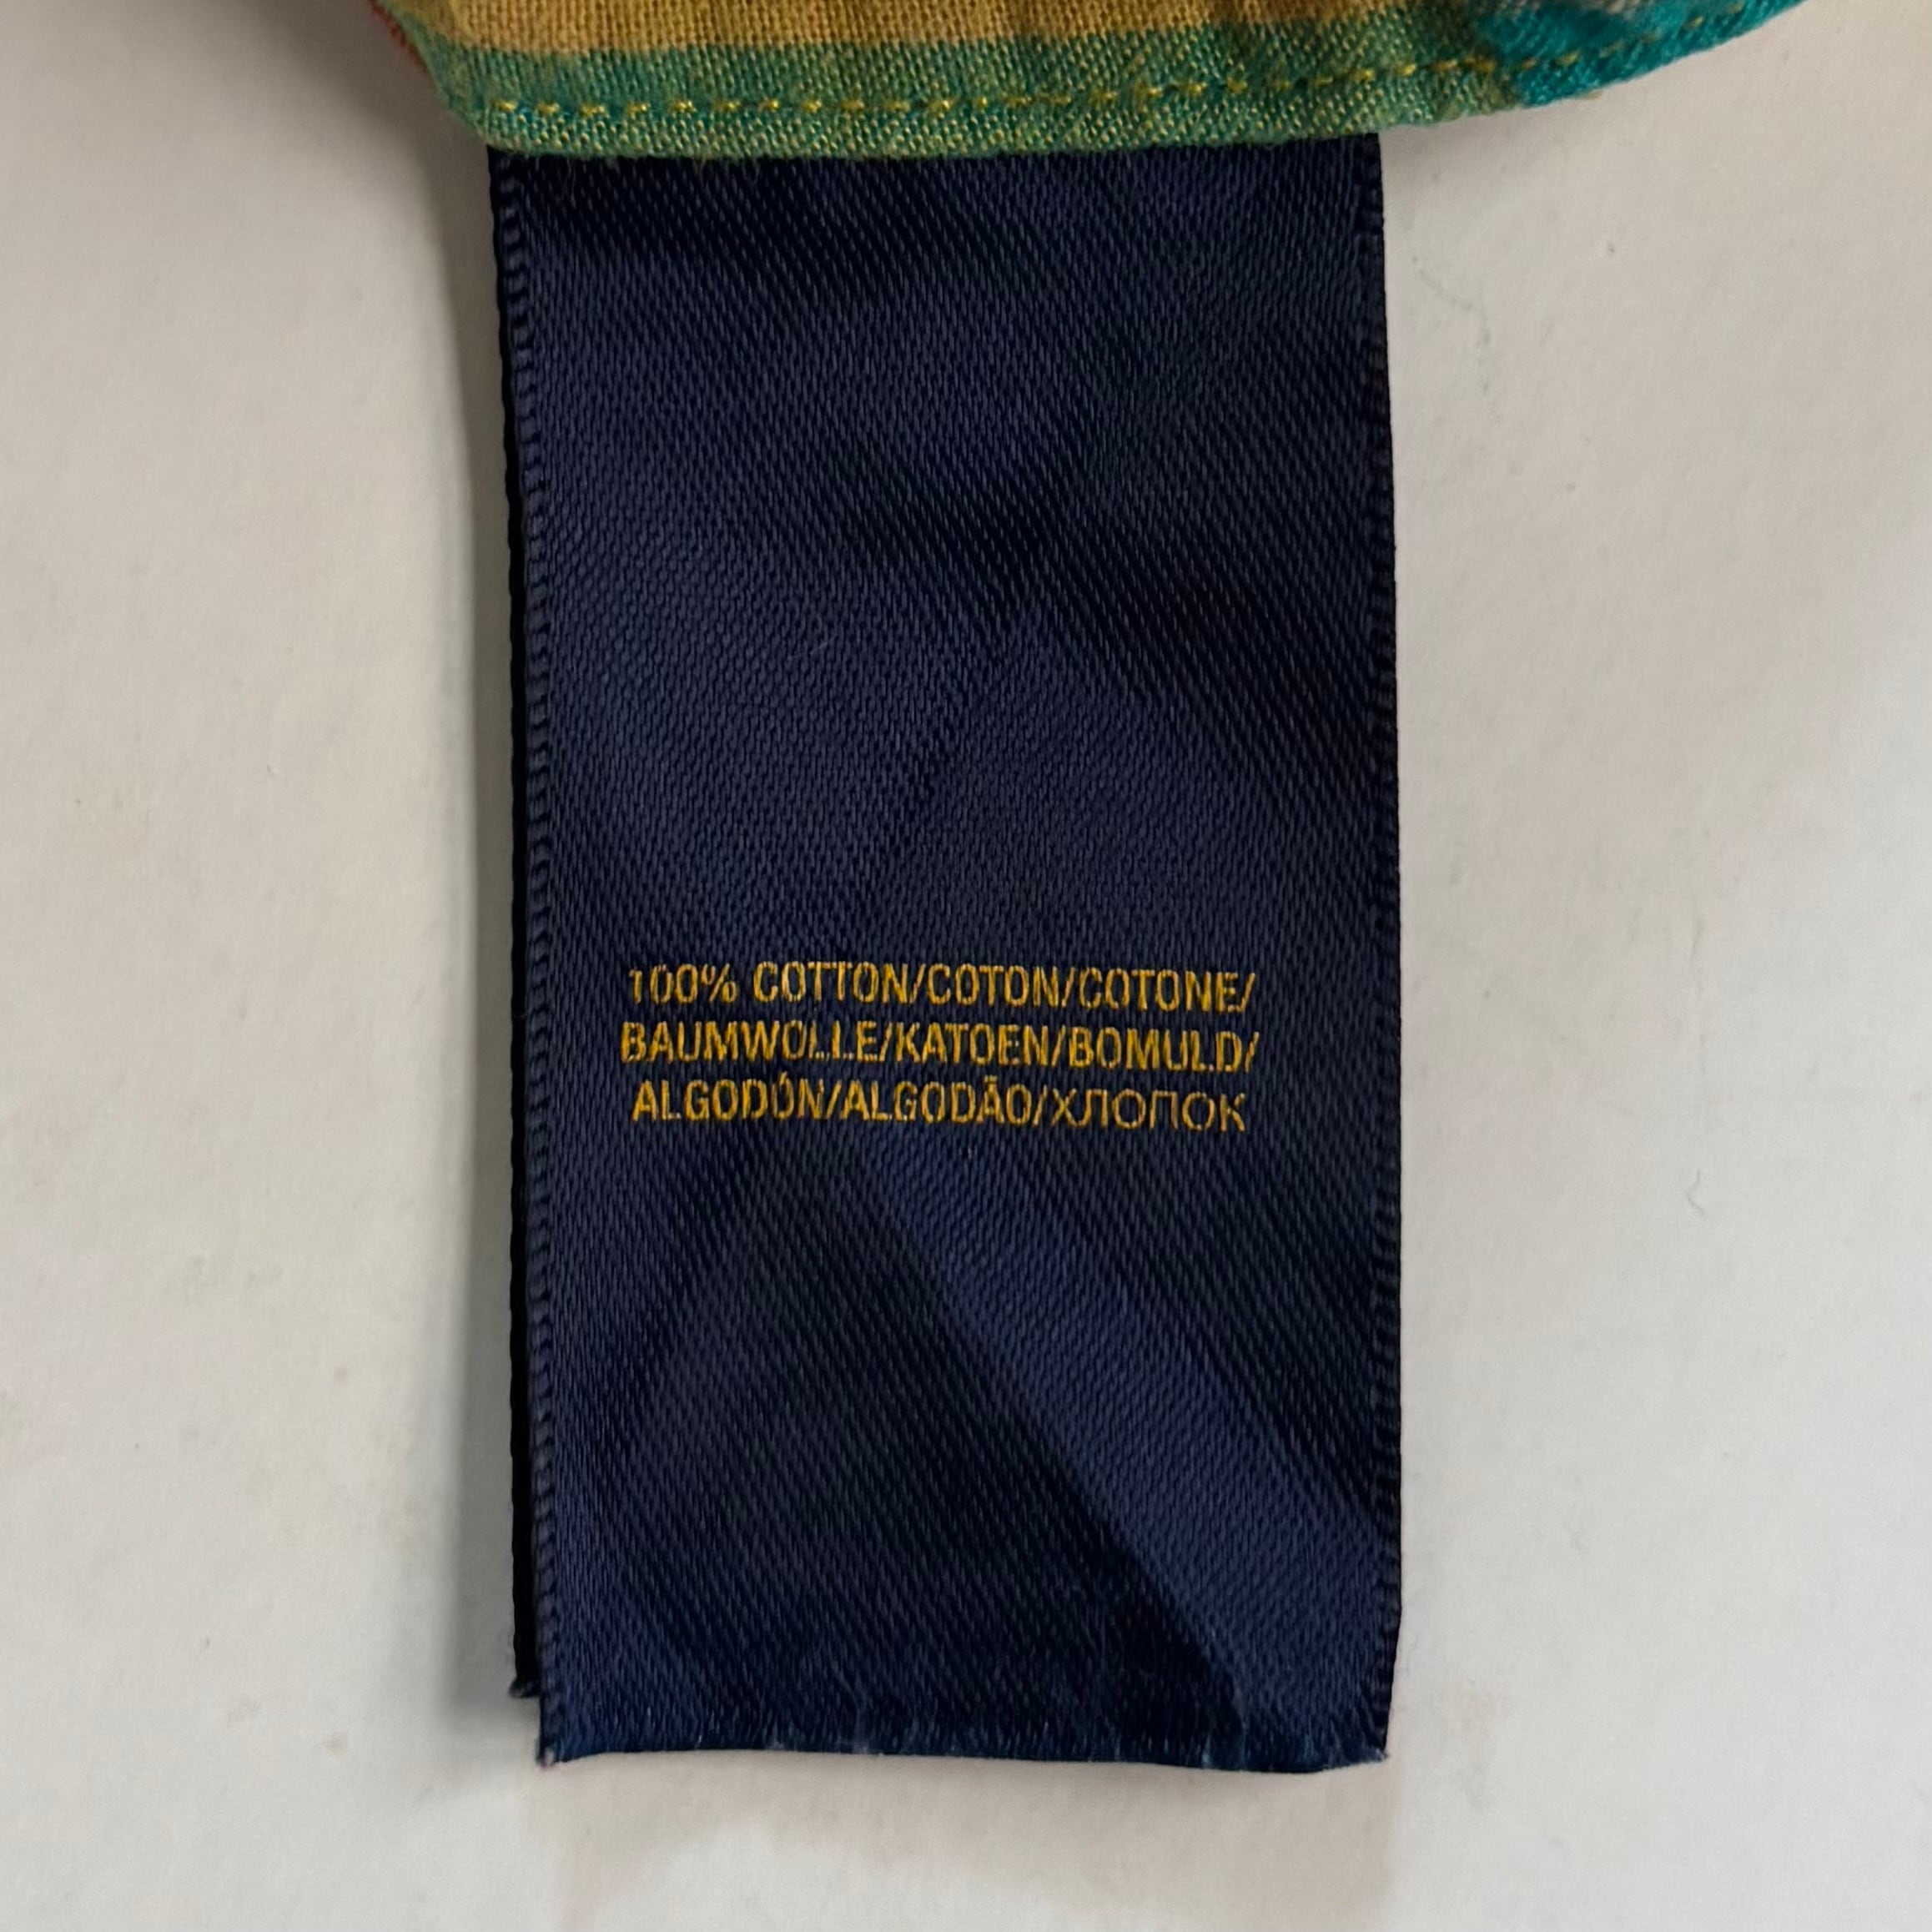 100% COTTON/COTON/COTONE/
BAUMWOLLE/KATOEN/BOMULD/
ALGODÓN/ALGODÃO/ХЛОПОК